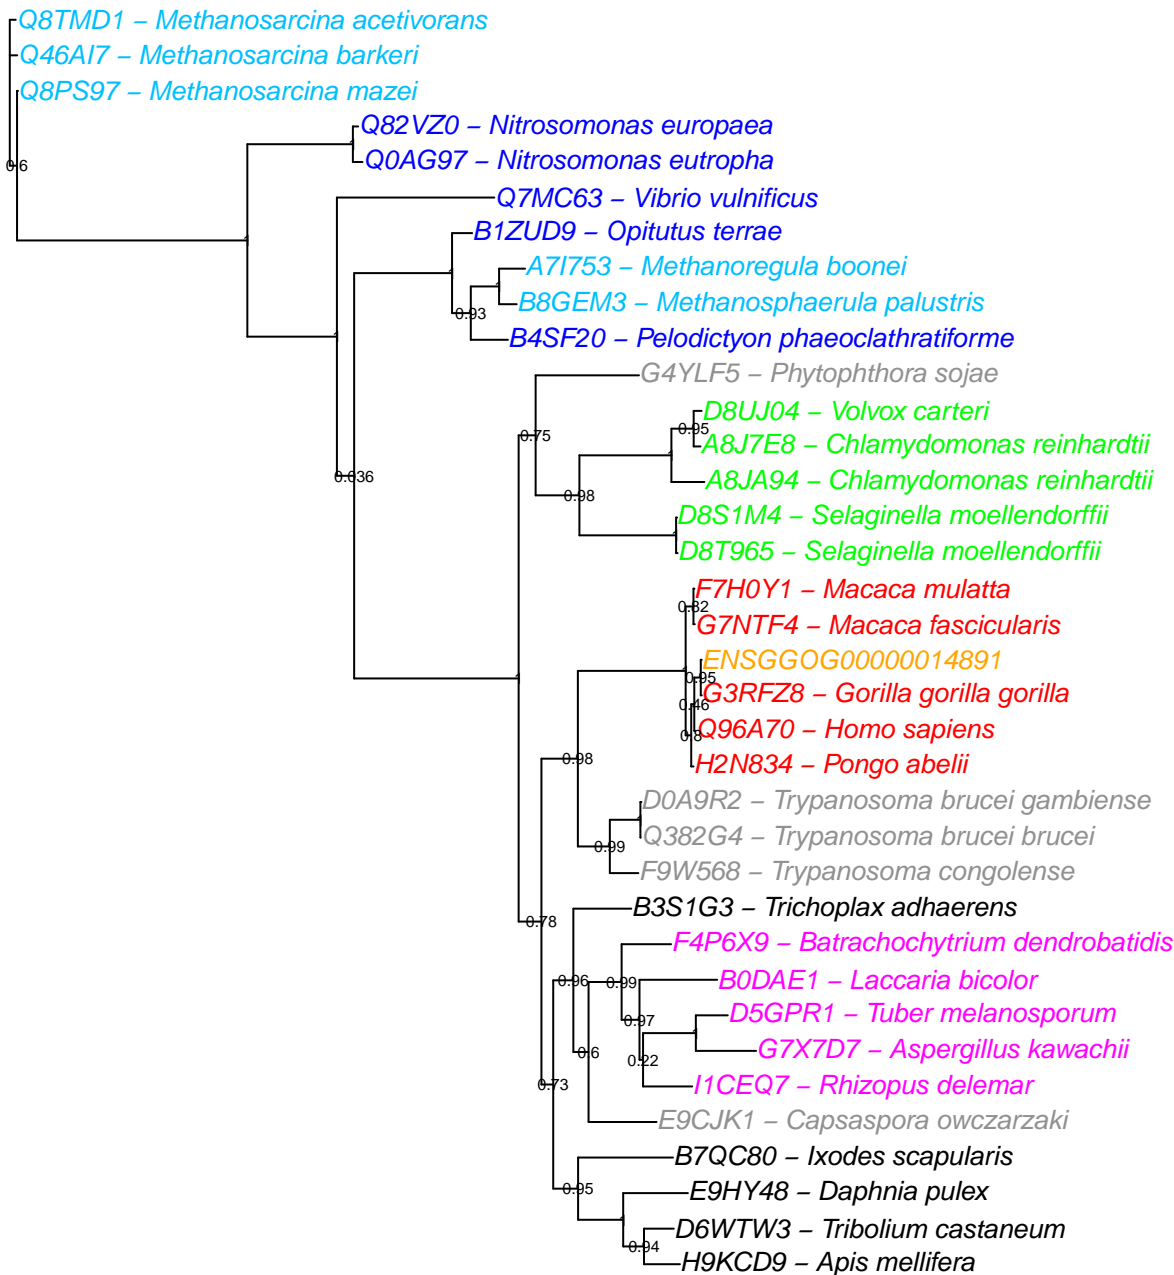 Q8TMD1 – Methanosarcina acetivorans
Q46AI7 – Methanosarcina barkeri
Q8PS97 – Methanosarcina mazei
Q82VZ0 – Nitrosomonas europaea
0.6
Q0AG97 – Nitrosomonas eutropha
Q7MC63 – Vibrio vulnificus
B1ZUD9 – Opitutus terrae
A7I753 – Methanoregula boonei
B8GEM3 – Methanosphaerula palustris
0.93
B4SF20 – Pelodictyon phaeoclathratiforme
G4YLF5 – Phytophthora sojae
D8UJ04 – Volvox carteri
0.95
0.75
A8J7E8 – Chlamydomonas reinhardtii
0.036
A8JA94 – Chlamydomonas reinhardtii
0.98
D8S1M4 – Selaginella moellendorffii
D8T965 – Selaginella moellendorffii
F7H0Y1 – Macaca mulatta
0.82
G7NTF4 – Macaca fascicularis
ENSGGOG00000014891
0.95
G3RFZ8 – Gorilla gorilla gorilla
0.46
Q96A70 – Homo sapiens
0.8
0.98
H2N834 – Pongo abelii
D0A9R2 – Trypanosoma brucei gambiense
Q382G4 – Trypanosoma brucei brucei
0.99
F9W568 – Trypanosoma congolense
B3S1G3 – Trichoplax adhaerens
0.78
F4P6X9 – Batrachochytrium dendrobatidis
0.96
0.99
B0DAE1 – Laccaria bicolor
D5GPR1 – Tuber melanosporum
0.97
G7X7D7 – Aspergillus kawachii
0.6
0.22
0.73
I1CEQ7 – Rhizopus delemar
E9CJK1 – Capsaspora owczarzaki
B7QC80 – Ixodes scapularis
0.95
E9HY48 – Daphnia pulex
D6WTW3 – Tribolium castaneum
0.94
H9KCD9 – Apis mellifera